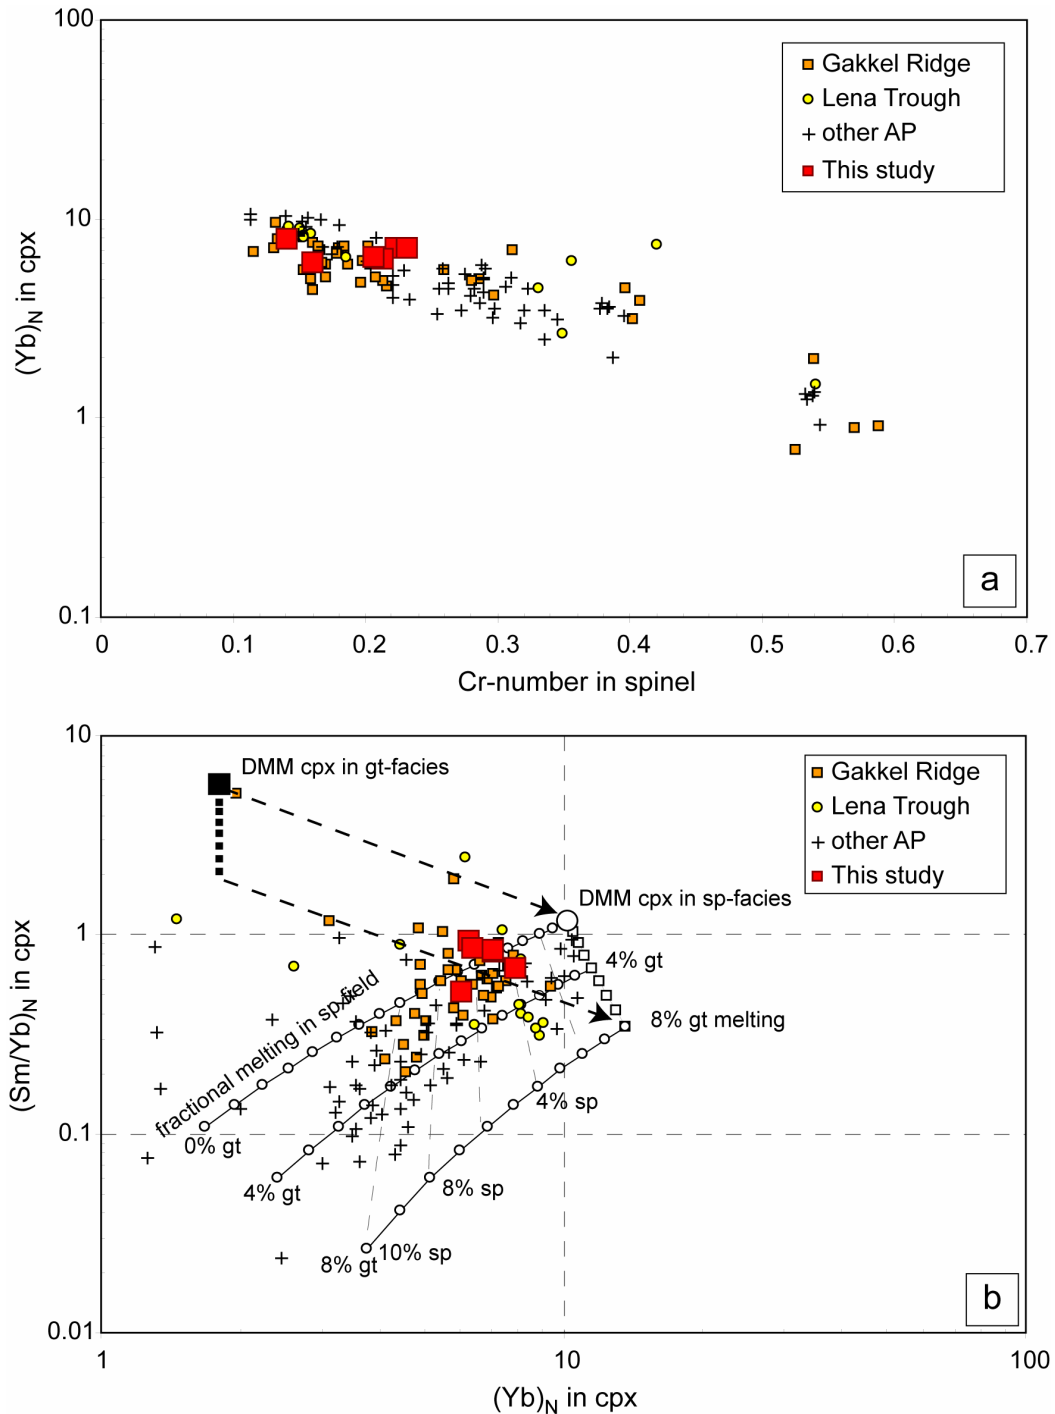 100
10
1
0.1
(Yb)N in cpx
Gakkel Ridge
Lena Trough
other AP
This study
a
0
0.1
0.2
0.3
0.4
0.5
0.6
0.7
Cr-number in spinel
10
1
0.1
0.01
(Sm/Yb)N in cpx
DMM cpx in gt-facies
Gakkel Ridge
Lena Trough
other AP
This study
DMM cpx in sp-facies
4% gt
8% gt melting
fractional melting in sp-field
4% sp
0% gt
4% gt
8% sp
8% gt
10% sp
b
1
10
100
(Yb)N in cpx